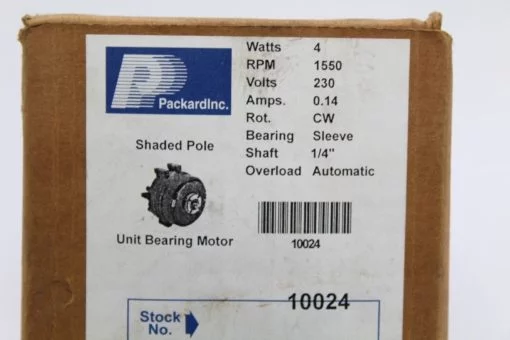 PackardInc.
Shaded Pole
Unit Bearing Motor
Watts 4
RPM 1550
Volts 230
Amps. 0.14
Rot. CW
Bearing Sleeve
Shaft 1/4"
Overload Automatic
10024
10024
Stock
No.